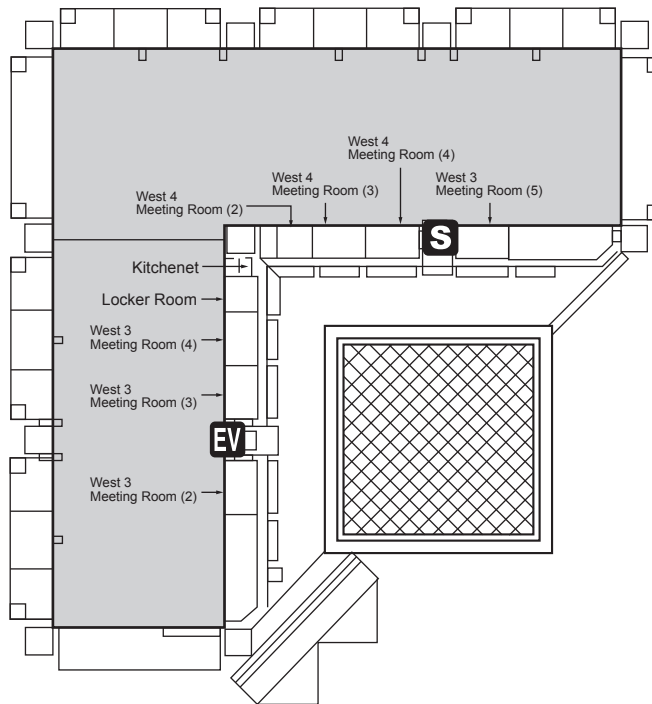 West 4
Meeting Room (4)
West 4
Meeting Room (3)
West 3
Meeting Room (5)
West 4
Meeting Room (2)
S
Kitchenet
Locker Room
West 3
Meeting Room (4)
West 3
Meeting Room (3)
EV
West 3
Meeting Room (2)